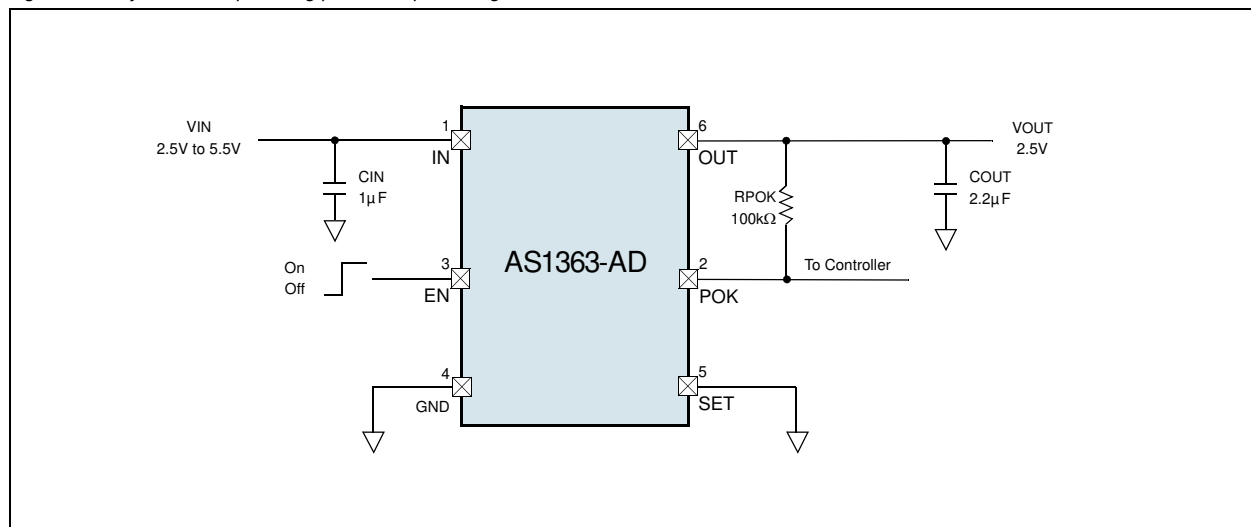 VIN
2.5V to 5.5V
CIN
1µF
On
Off
1
IN
3
EN
4
GND
AS1363-AD
6
OUT
2
POK
5
SET
RPOK
100kΩ
To Controller
VOUT
2.5V
COUT
2.2µF